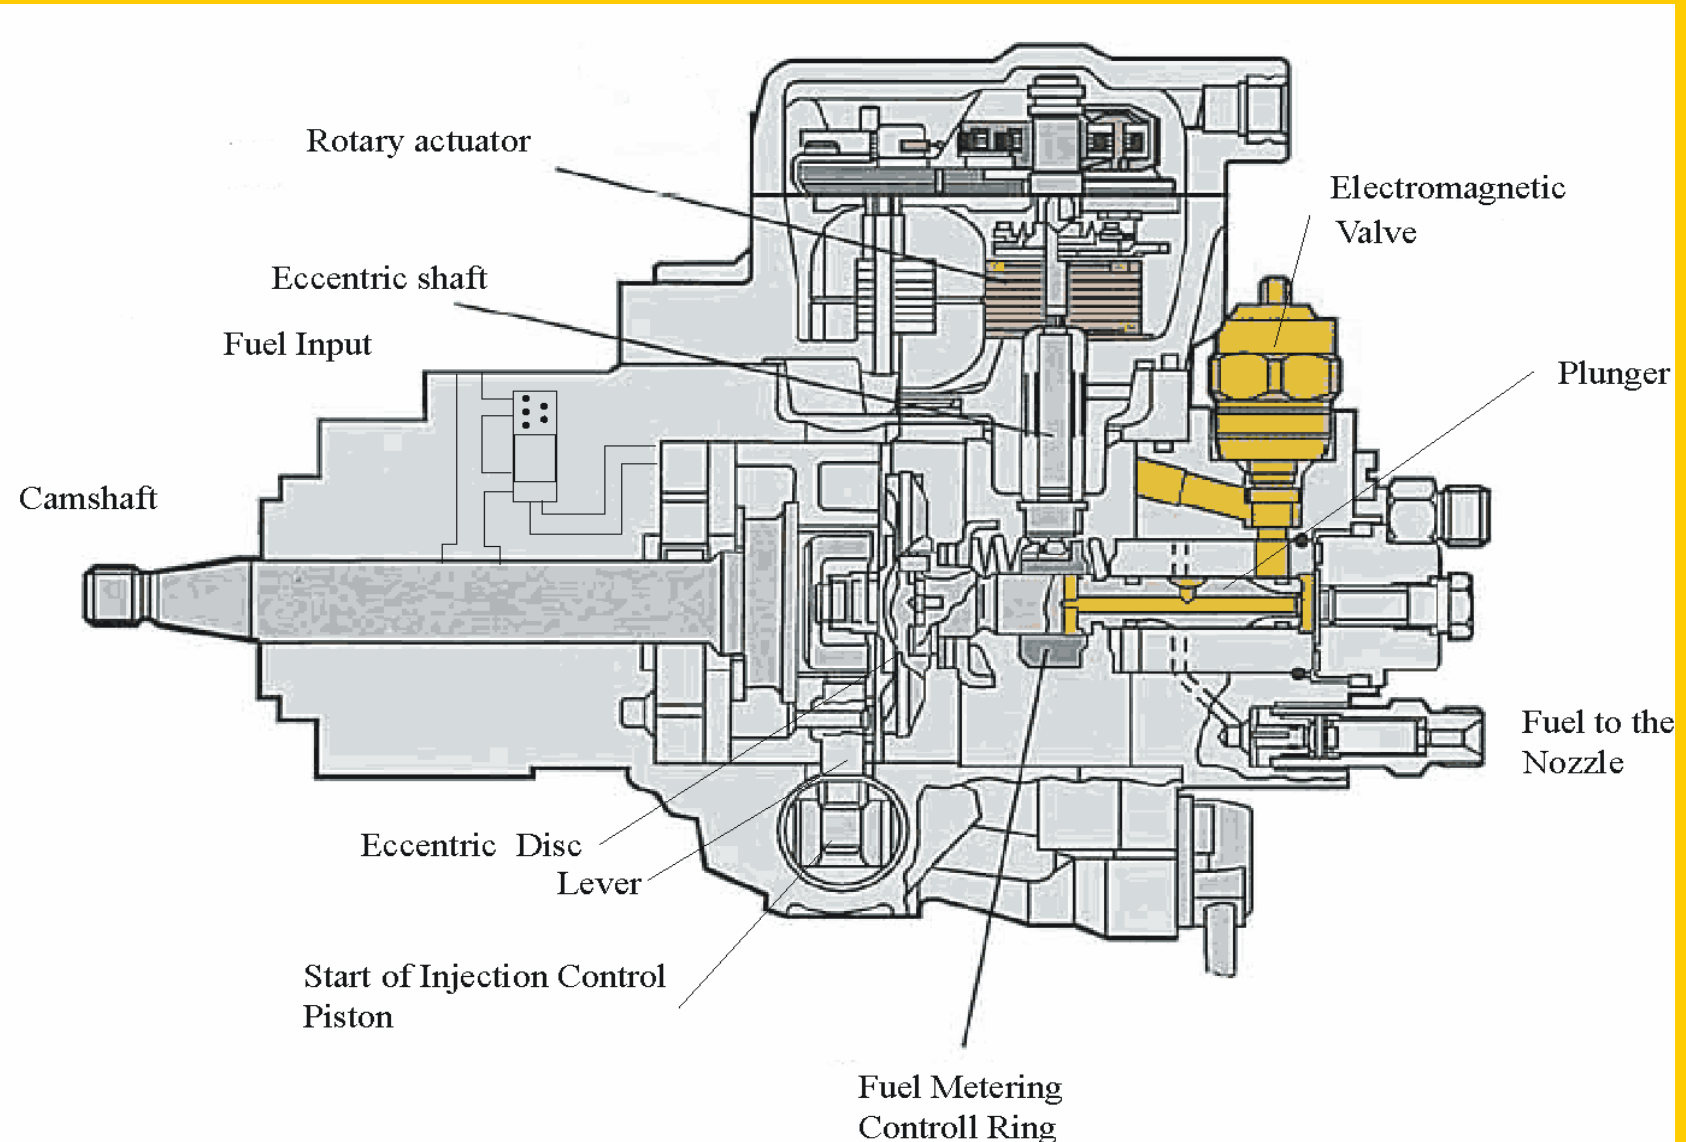 Rotary actuator
Electromagnetic
Valve
Eccentric shaft
Fuel Input
Plunger
Camshaft
Fuel to the
Nozzle
Eccentric Disc
Lever
Start of Injection Control
Piston
Fuel Metering
Controll Ring